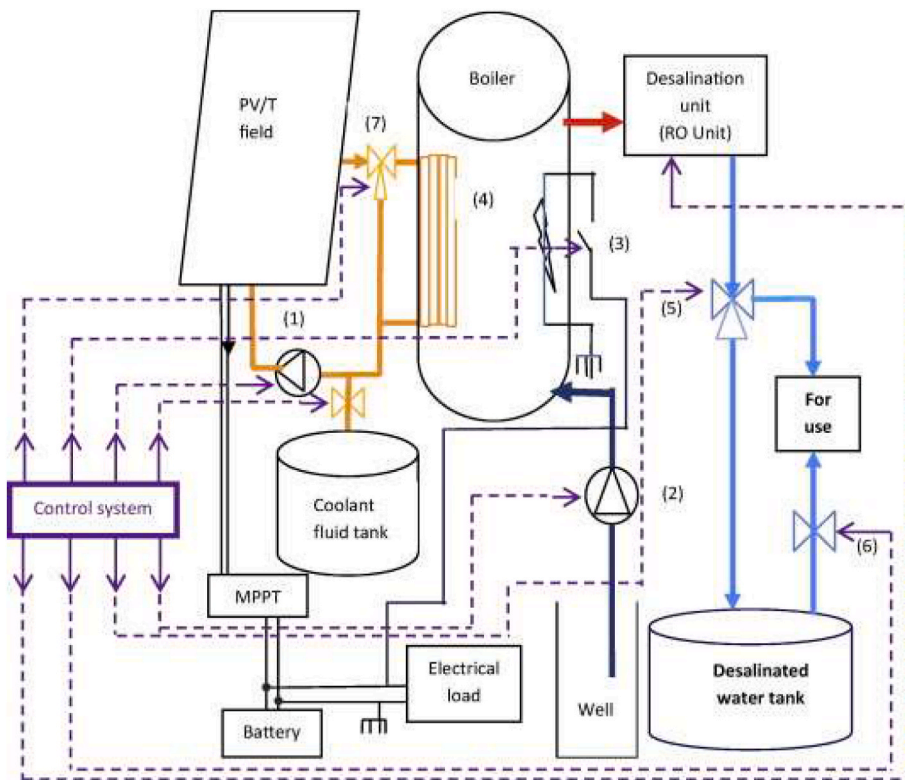 PV/T
field
Boiler
Desalination
unit
(RO Unit)
(7)
(4)
(3)
(5)
(1)
For
use
Control system
Coolant
fluid tank
(2)
(6)
MPPT
Electrical
load
Battery
Well
Desalinated
water tank